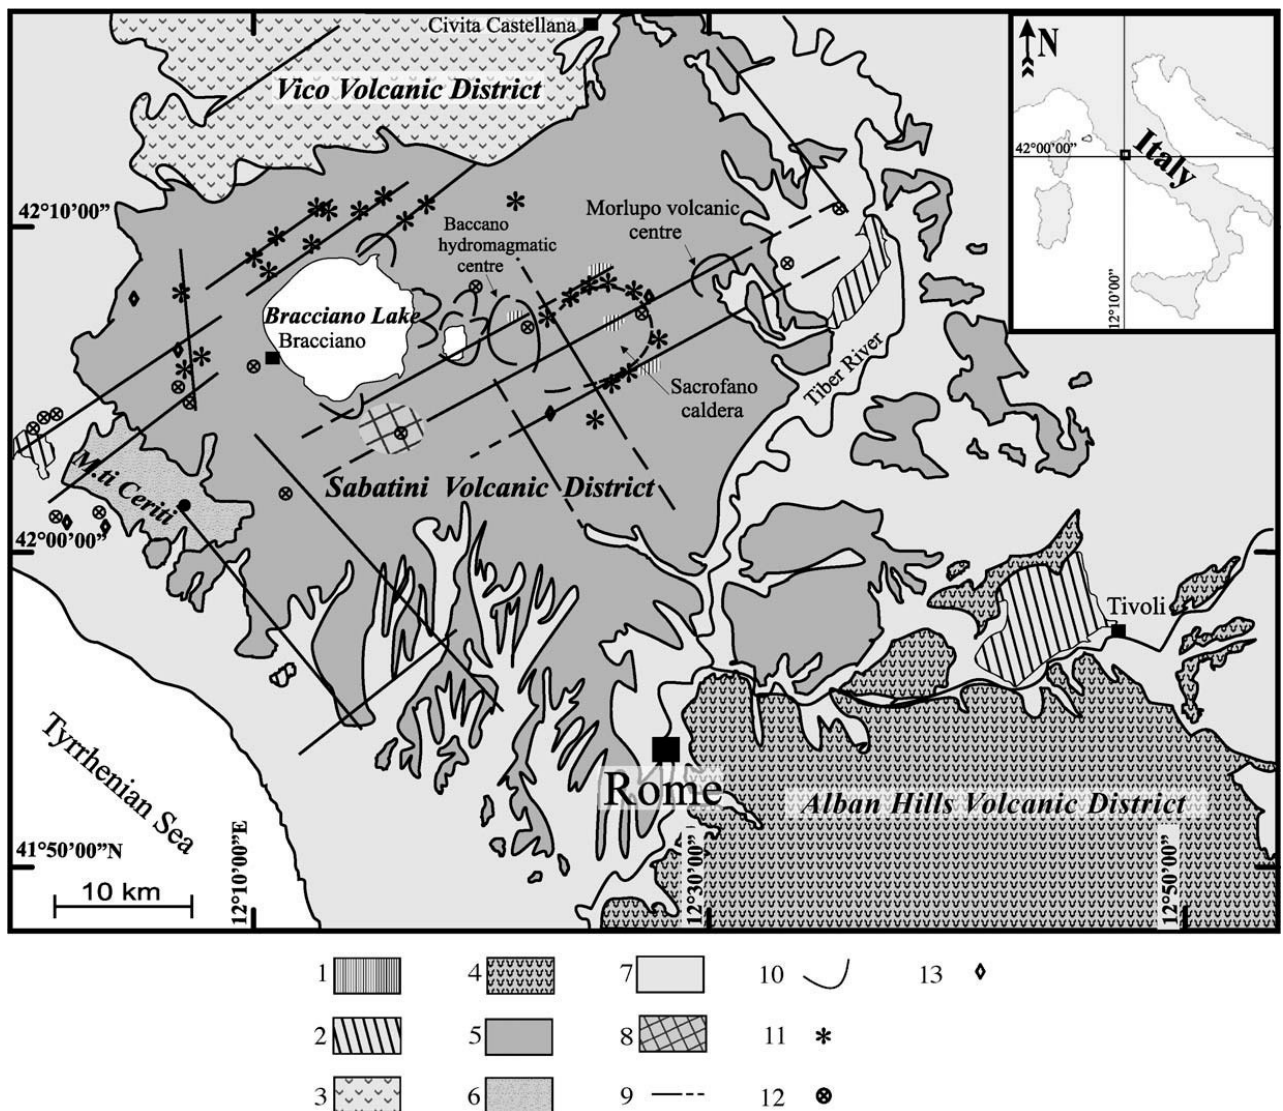 Civita Castellana
Vico Volcanic District
N
42°00'00"
Italy
12°10'00"
42°10'00"
Morlupo volcanic
centre
Baccano
hydromagmatic
centre
Bracciano Lake
Bracciano
Tiber River
Sacrofano
caldera
M.ti Ceriti
Sabatini Volcanic District
42°00'00"
Tivoli
Tyrrhenian Sea
Rome
Alban Hills Volcanic District
41°50'00"N
10 km
12°10'00"E
12°30'00"
12°50'00"
1
4
7
10
13
2
5
8
11
3
6
9
12